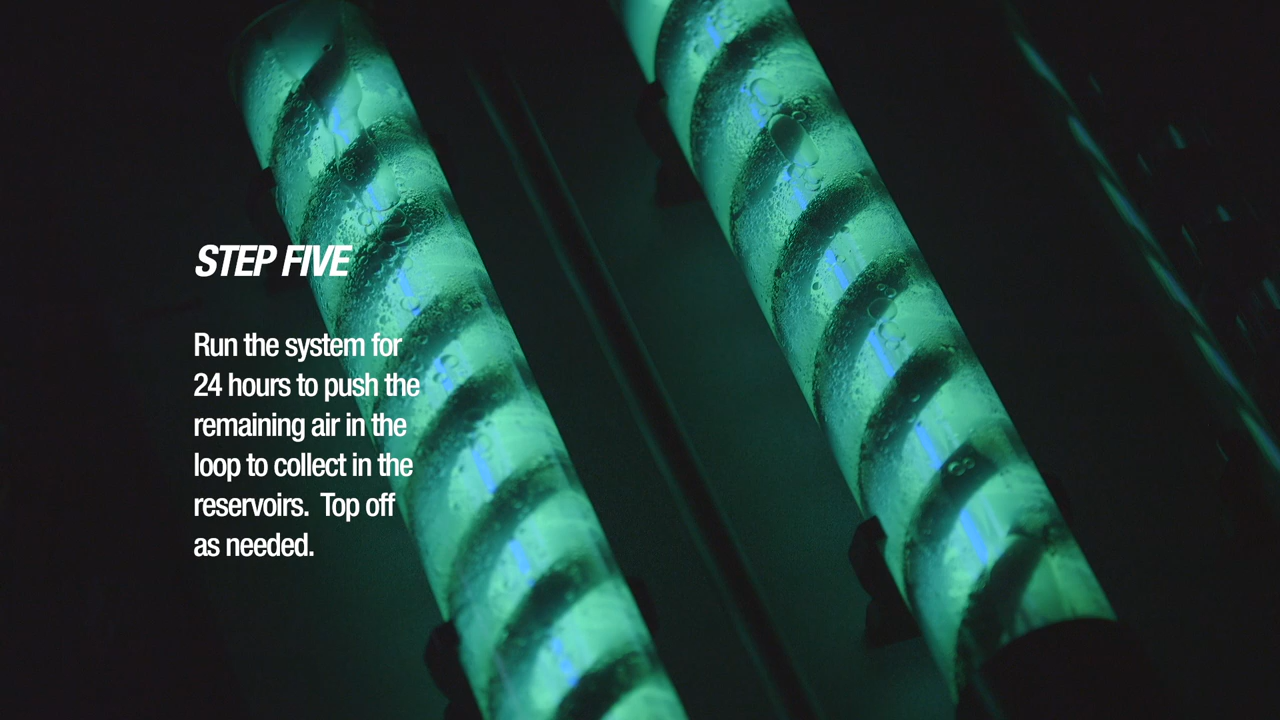 STEP FIVE
Run the system for
24 hours to push the
remaining air in the
loop to collect in the
reservoirs.  Top off
as needed.